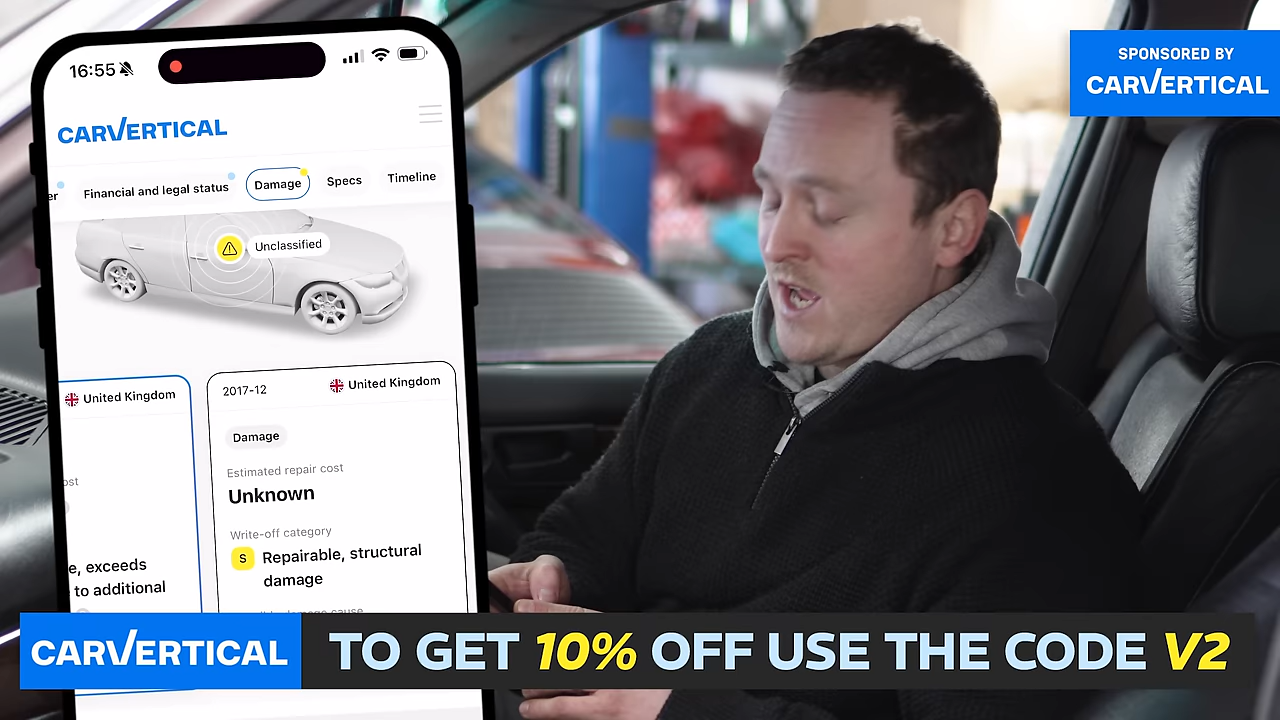 16:55
CARVERTICAL
er
Financial and legal status
Damage
Specs
Timeline
Unclassified
United Kingdom
ost
e, exceeds
to additional
2017-12
United Kingdom
Damage
Estimated repair cost
Unknown
Write-off category
S
Repairable, structural
damage
SPONSORED BY
CARVERTICAL
CARVERTICAL
TO GET 10% OFF USE THE CODE V2